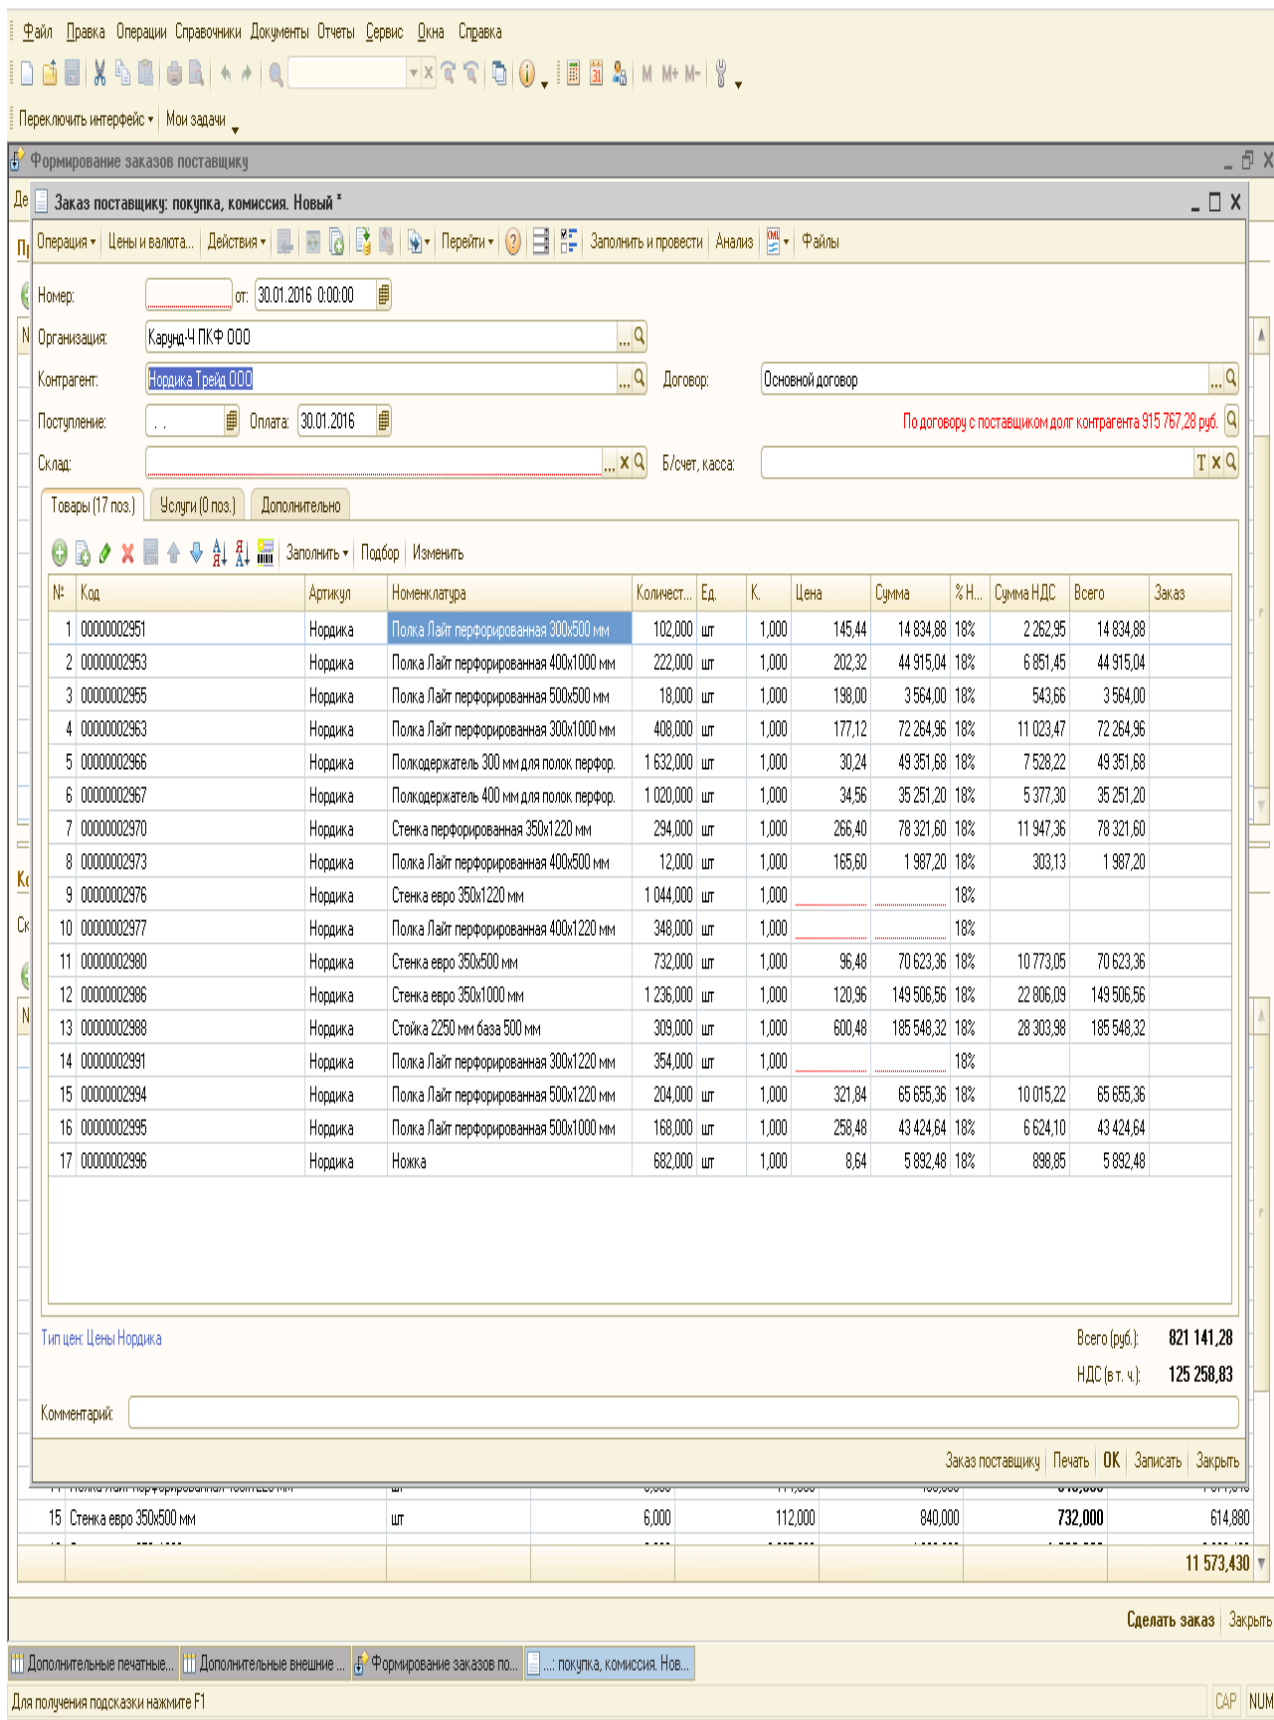 Файл Правка Операции Справочники Документы Отчеты Сервис Окна Справка
M M+ M-
Переключить интерфейс Мои задачи
Формирование заказов поставщику
Де
Заказ поставщику: покупка, комиссия. Новый *
Операция Цены и валюта... Действия Перейти Заполнить и провести Анализ Файлы
Номер: от: 30.01.2016 0:00:00
Организация: Карунд-Ч ПКФ ООО
Контрагент: Нордика Трейд ООО Договор: Основной договор
Поступление: . . Оплата: 30.01.2016 По договору с поставщиком долг контрагента 915 767,28 руб.
Склад: Б/счет, касса:
Товары (17 поз.) Услуги (0 поз.) Дополнительно
Заполнить Подбор Изменить
№ Код Артикул Номенклатура Количест... Ед. К. Цена Сумма % Н... Сумма НДС Всего Заказ
1 00000002951 Нордика Полка Лайт перфорированная 300х500 мм 102,000 шт 1,000 145,44 14 834,88 18% 2 262,95 14 834,88
2 00000002953 Нордика Полка Лайт перфорированная 400х1000 мм 222,000 шт 1,000 202,32 44 915,04 18% 6 851,45 44 915,04
3 00000002955 Нордика Полка Лайт перфорированная 500х500 мм 18,000 шт 1,000 198,00 3 564,00 18% 543,66 3 564,00
4 00000002963 Нордика Полка Лайт перфорированная 300х1000 мм 408,000 шт 1,000 177,12 72 264,96 18% 11 023,47 72 264,96
5 00000002966 Нордика Полкодержатель 300 мм для полок перфор. 1 632,000 шт 1,000 30,24 49 351,68 18% 7 528,22 49 351,68
6 00000002967 Нордика Полкодержатель 400 мм для полок перфор. 1 020,000 шт 1,000 34,56 35 251,20 18% 5 377,30 35 251,20
7 00000002970 Нордика Стенка перфорированная 350х1220 мм 294,000 шт 1,000 266,40 78 321,60 18% 11 947,36 78 321,60
8 00000002973 Нордика Полка Лайт перфорированная 400х500 мм 12,000 шт 1,000 165,60 1 987,20 18% 303,13 1 987,20
9 00000002976 Нордика Стенка евро 350х1220 мм 1 044,000 шт 1,000 18%
10 00000002977 Нордика Полка Лайт перфорированная 400х1220 мм 348,000 шт 1,000 18%
11 00000002980 Нордика Стенка евро 350х500 мм 732,000 шт 1,000 96,48 70 623,36 18% 10 773,05 70 623,36
12 00000002986 Нордика Стенка евро 350х1000 мм 1 236,000 шт 1,000 120,96 149 506,56 18% 22 806,09 149 506,56
13 00000002988 Нордика Стойка 2250 мм база 500 мм 309,000 шт 1,000 600,48 185 548,32 18% 28 303,98 185 548,32
14 00000002991 Нордика Полка Лайт перфорированная 300х1220 мм 354,000 шт 1,000 18%
15 00000002994 Нордика Полка Лайт перфорированная 500х1220 мм 204,000 шт 1,000 321,84 65 655,36 18% 10 015,22 65 655,36
16 00000002995 Нордика Полка Лайт перфорированная 500х1000 мм 168,000 шт 1,000 258,48 43 424,64 18% 6 624,10 43 424,64
17 00000002996 Нордика Ножка 682,000 шт 1,000 8,64 5 892,48 18% 898,85 5 892,48
Тип цен: Цены Нордика Всего (руб.): 821 141,28
НДС (в т. ч.): 125 258,83
Комментарий:
Заказ поставщику Печать OK Записать Закрыть
15 Стенка евро 350х500 мм шт 6,000 112,000 840,000 732,000 614,880
11 573,430
Сделать заказ Закрыть
Дополнительные печатные... Дополнительные внешние ... Формирование заказов по... ...: покупка, комиссия. Нов...
Для получения подсказки нажмите F1 CAP NUM